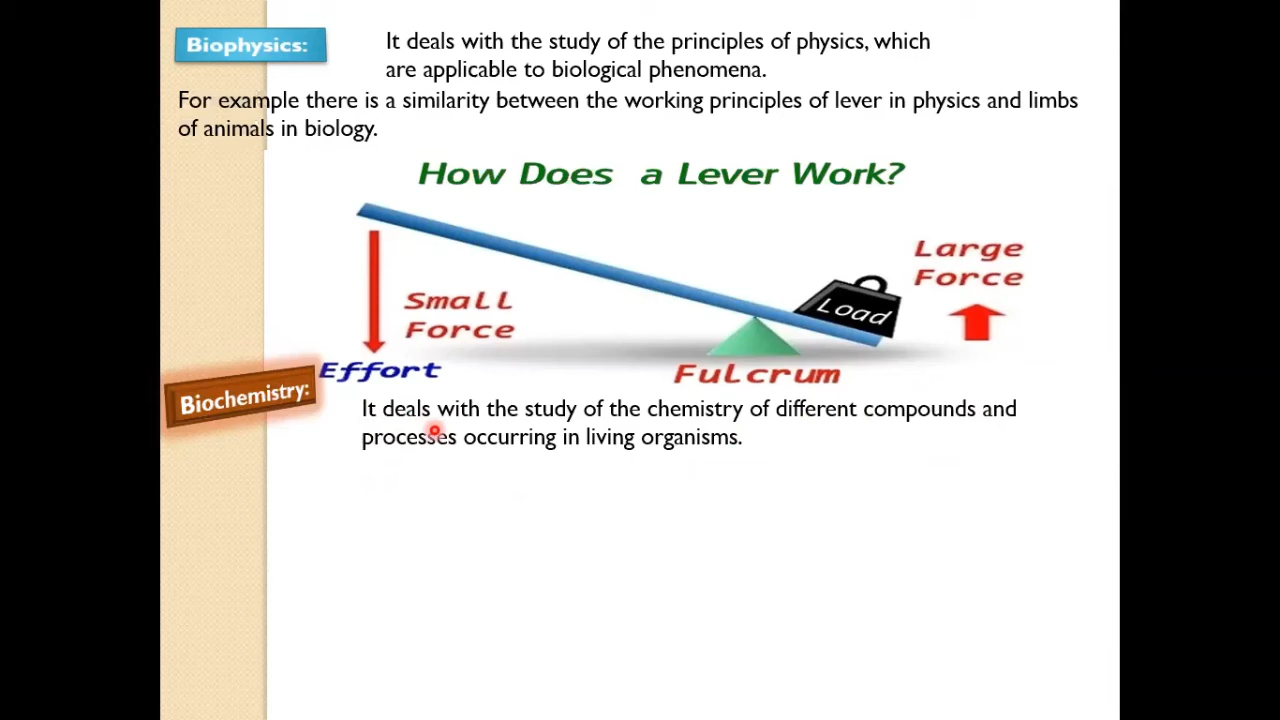 Biophysics:
It deals with the study of the principles of physics, which
are applicable to biological phenomena.
For example there is a similarity between the working principles of lever in physics and limbs
of animals in biology.
How Does a Lever Work?
Large
Force
Small
Force
Load
Effort
Fulcrum
Biochemistry:
It deals with the study of the chemistry of different compounds and
processes occurring in living organisms.